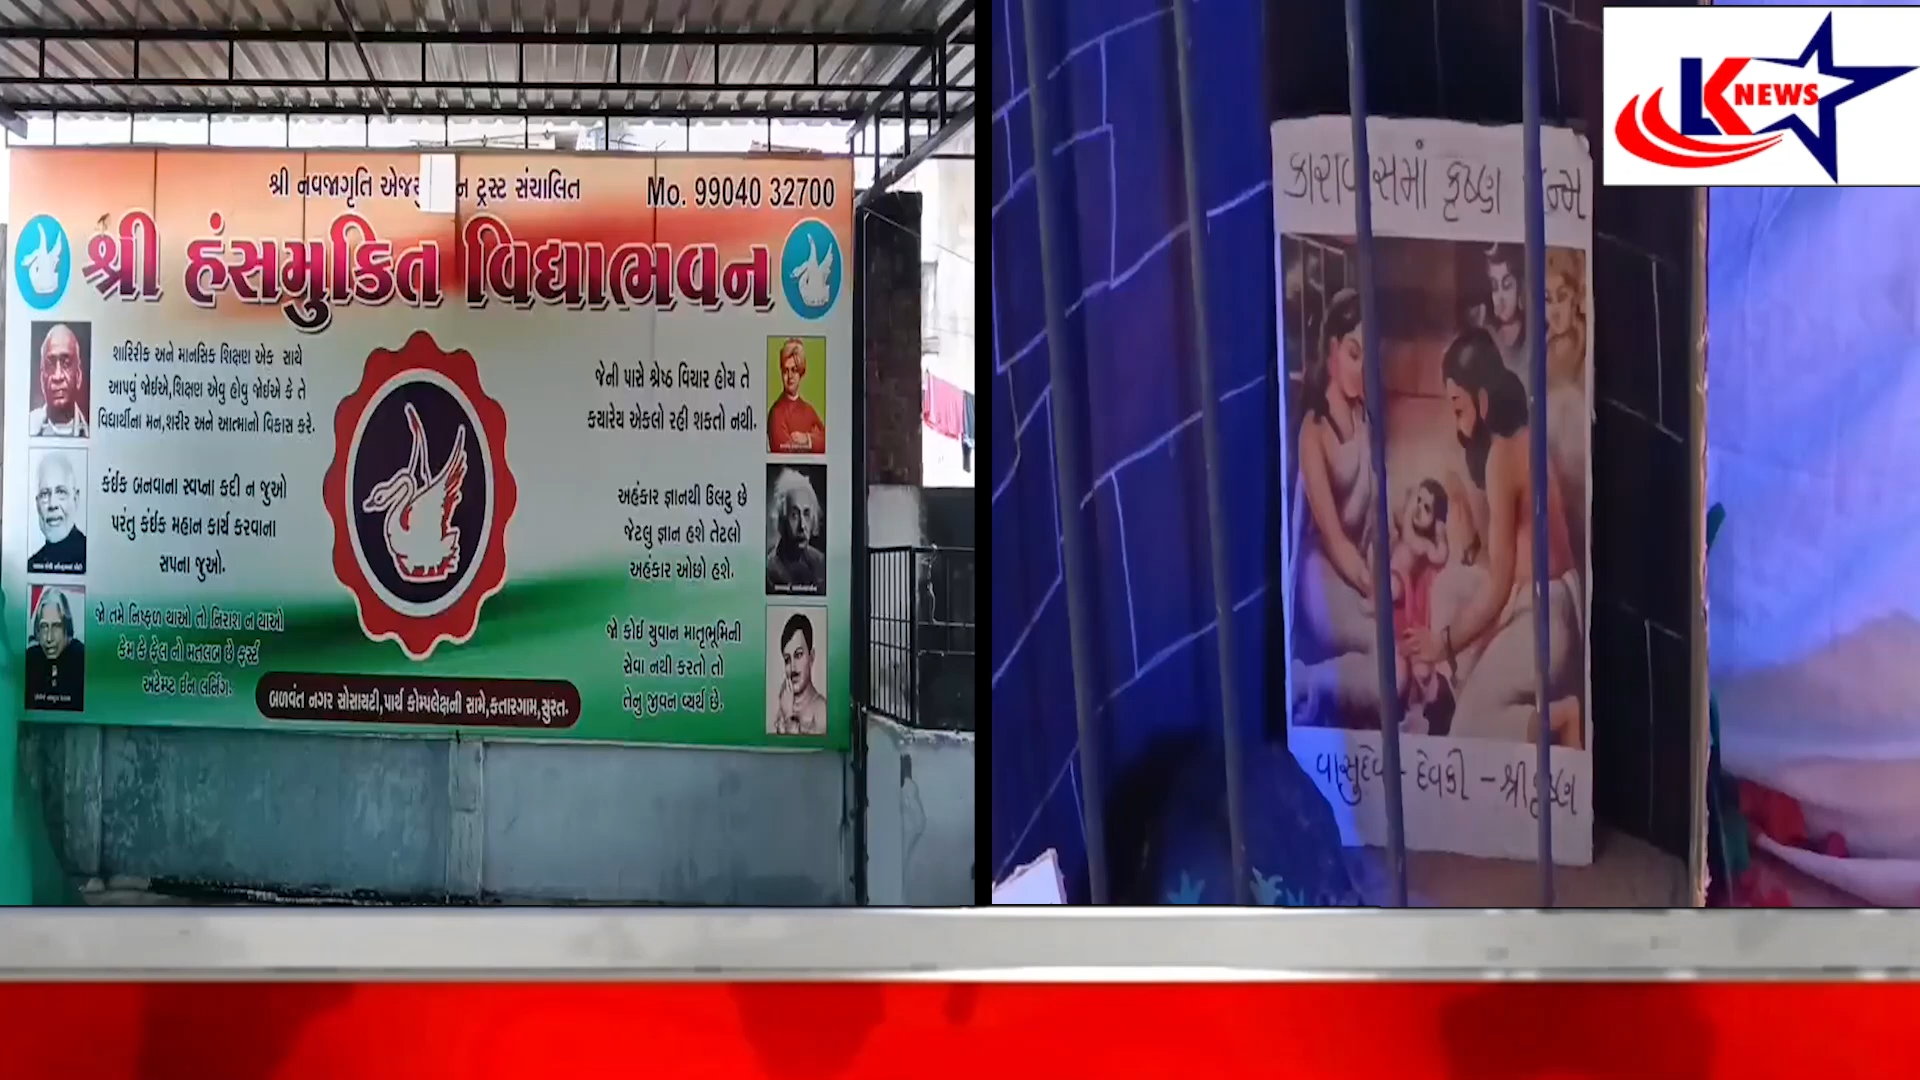 શ્રી નવજાગૃતિ ટ્રસ્ટ સંચાલિત
Mo. 99040 32700
શ્રી હંસમુકિત વિદ્યાભવન
શારિરીક અને માનસિક શિક્ષણ એક સાથે
આપવું જોઈએ,શિક્ષણ એવુ હોવુ જોઈએ કે તે
વિદ્યાર્થીના મન,શરીર અને આત્માનો વિકાસ કરે.
કંઈક બનવાના સ્વપ્ના કદી ન જુઓ
પરંતુ કંઈક મહાન કાર્ય કરવાના
સપના જુઓ.
જો તમે નિષ્ફળ થાઓ તો નિરાશ ન થાઓ
કેમ કે ફેલ નો મતલબ છે ફર્સ્ટ
અટેમ્પ્ટ ઈન લર્નિંગ.
જેની પાસે શ્રેષ્ઠ વિચાર હોય તે
કયારેય એકલો રહી શકતો નથી.
અહંકાર જ્ઞાનથી ઉલટુ છે
જેટલુ જ્ઞાન હશે તેટલો
અહંકાર ઓછો હશે.
જો કોઈ યુવાન માતૃભૂમિની
સેવા નથી કરતો તો
તેનુ જીવન વ્યર્થ છે.
બળવંત નગર સોસાયટી,પાર્થ કોમ્પલેક્ષની સામે,કતારગામ,સુરત.
કૃષ્ણ
વાસુદેવ - દેવકી - શ્રીકૃષ્ણ
LK NEWS